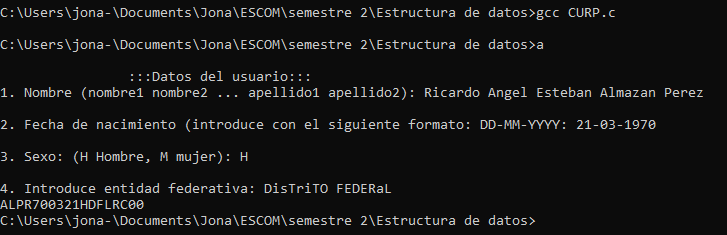 C:\Users\jona-\Documents\Jona\ESCOM\semestre 2\Estructura de datos>gcc CURP.c
C:\Users\jona-\Documents\Jona\ESCOM\semestre 2\Estructura de datos>a
:::Datos del usuario:::
1. Nombre (nombre1 nombre2 ... apellido1 apellido2): Ricardo Angel Esteban Almazan Perez
2. Fecha de nacimiento (introduce con el siguiente formato: DD-MM-YYYY: 21-03-1970
3. Sexo: (H Hombre, M mujer): H
4. Introduce entidad federativa: DisTriTO FEDERaL
ALPR700321HDFLRC00
C:\Users\jona-\Documents\Jona\ESCOM\semestre 2\Estructura de datos>